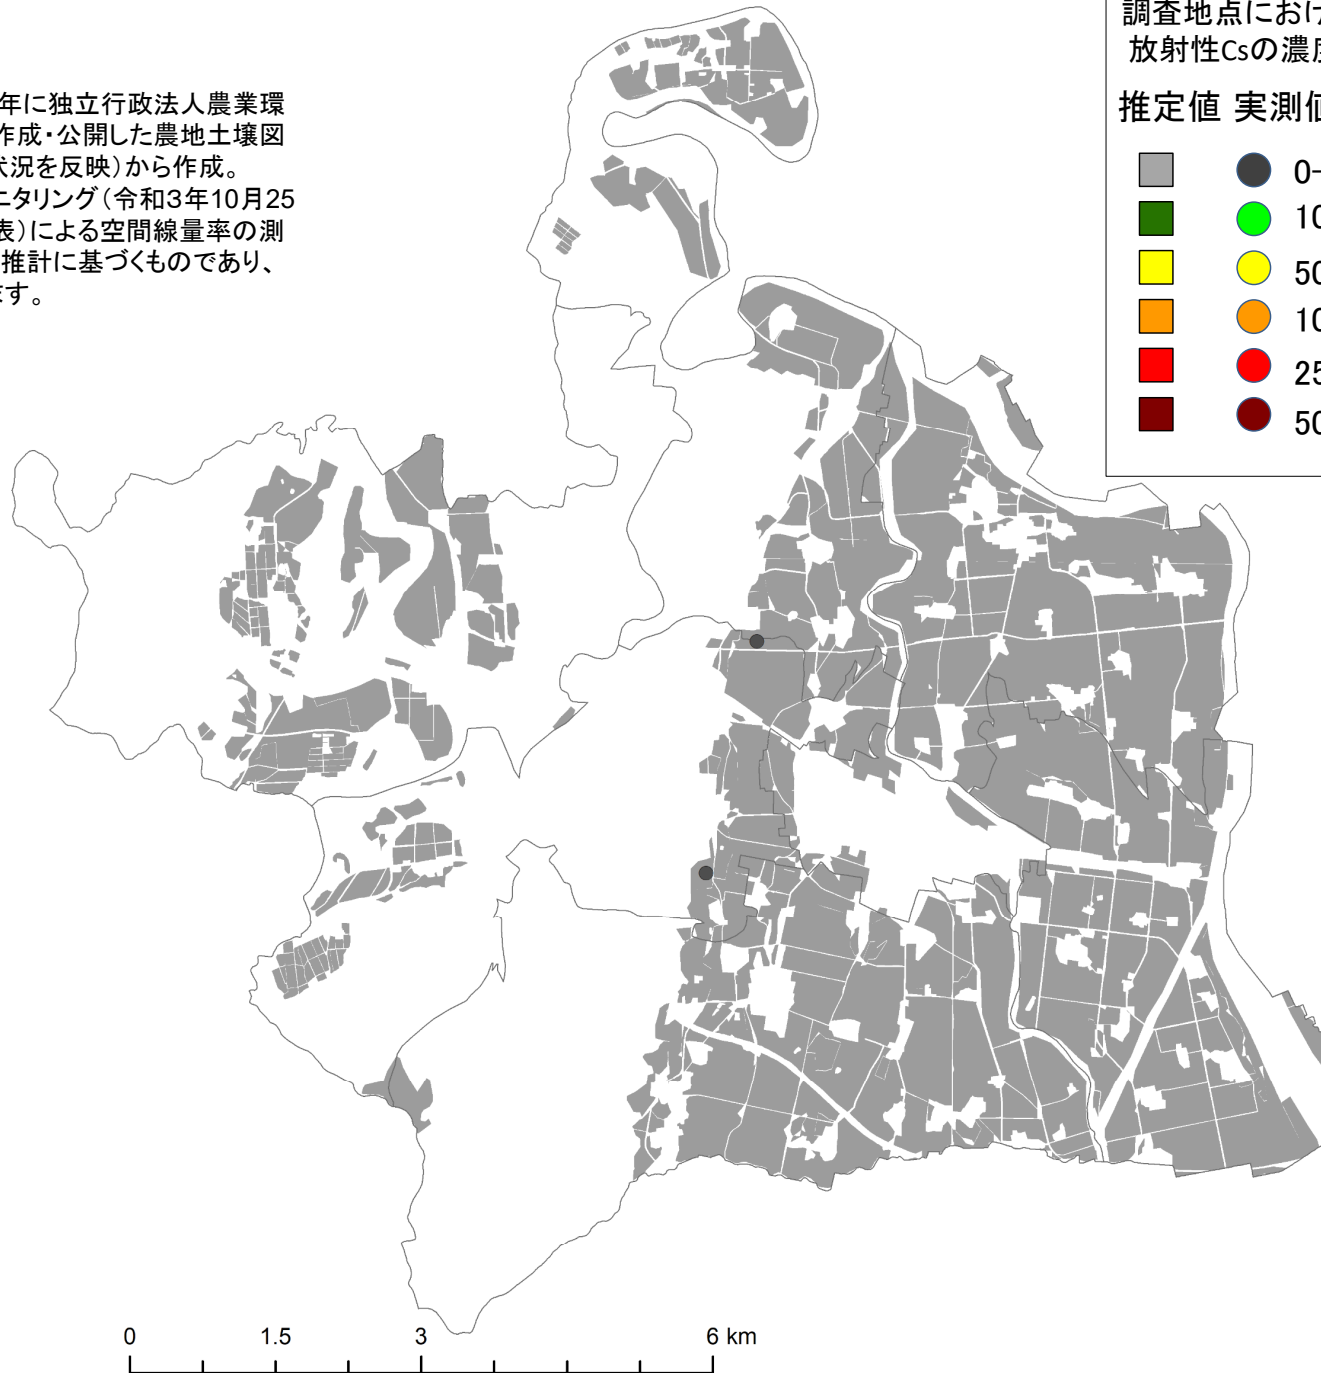 年に独立行政法人農業環
作成・公開した農地土壌図
状況を反映）から作成。
ニタリング（令和3年10月25
表）による空間線量率の測
推計に基づくものであり、
ます。
調査地点におけ
放射性Csの濃度
推定値 実測値
0-
10
50
10
25
50
0 1.5 3 6 km